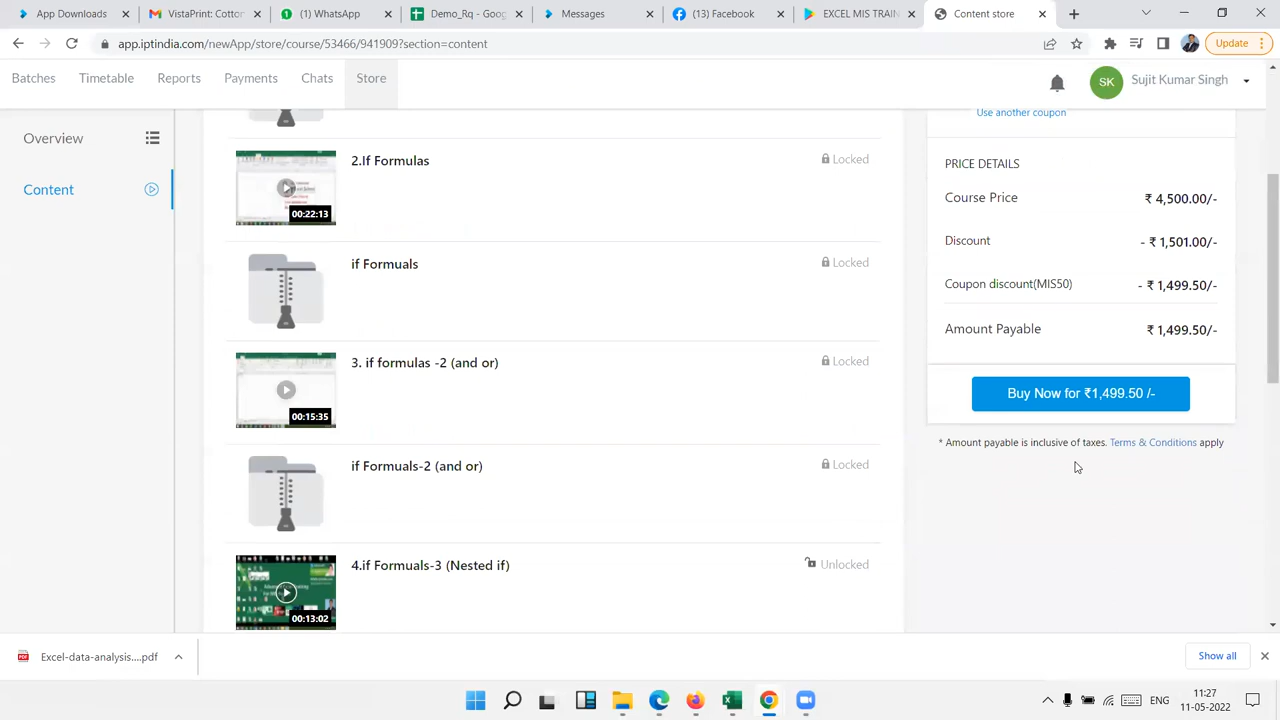 App Downloads
VistaPrint: Cottor
(1) WhatsApp
Demo_Rq - Goog
Messages
(13) Facebook
EXCEL MIS TRAIN
Content store
app.iptindia.com/newApp/store/course/53466/941909?section=content
Update
Batches
Timetable
Reports
Payments
Chats
Store
SK
Sujit Kumar Singh
Overview
Content
2.If Formulas
Locked
00:22:13
if Formuals
Locked
3. if formulas -2 (and or)
Locked
00:15:35
if Formuals-2 (and or)
Locked
4.if Formuals-3 (Nested if)
Unlocked
00:13:02
Use another coupon
PRICE DETAILS
Course Price ₹ 4,500.00/-
Discount - ₹ 1,501.00/-
Coupon discount(MIS50) - ₹ 1,499.50/-
Amount Payable ₹ 1,499.50/-
Buy Now for ₹1,499.50 /-
* Amount payable is inclusive of taxes. Terms & Conditions apply
Excel-data-analysis....pdf
Show all
ENG
11:27
11-05-2022